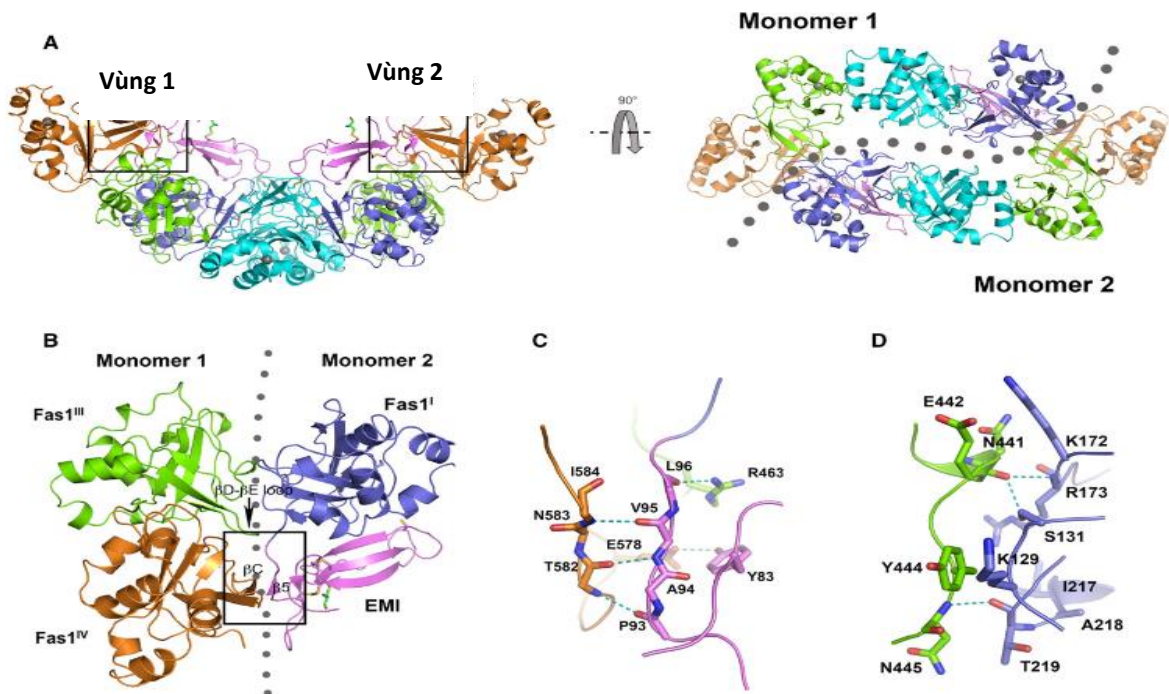 A
Vùng 1
Vùng 2
90°
Monomer 1
Monomer 2
B
Monomer 1
Monomer 2
Fas1ᴵᴵᴵ
Fas1ᴵ
βD-βE loop
βC
β5
EMI
Fas1ᴵⱽ
C
I584
N583
T582
E578
L96
V95
R463
A94
Y83
P93
D
E442
N441
K172
R173
S131
K129
Y444
I217
A218
N445
T219